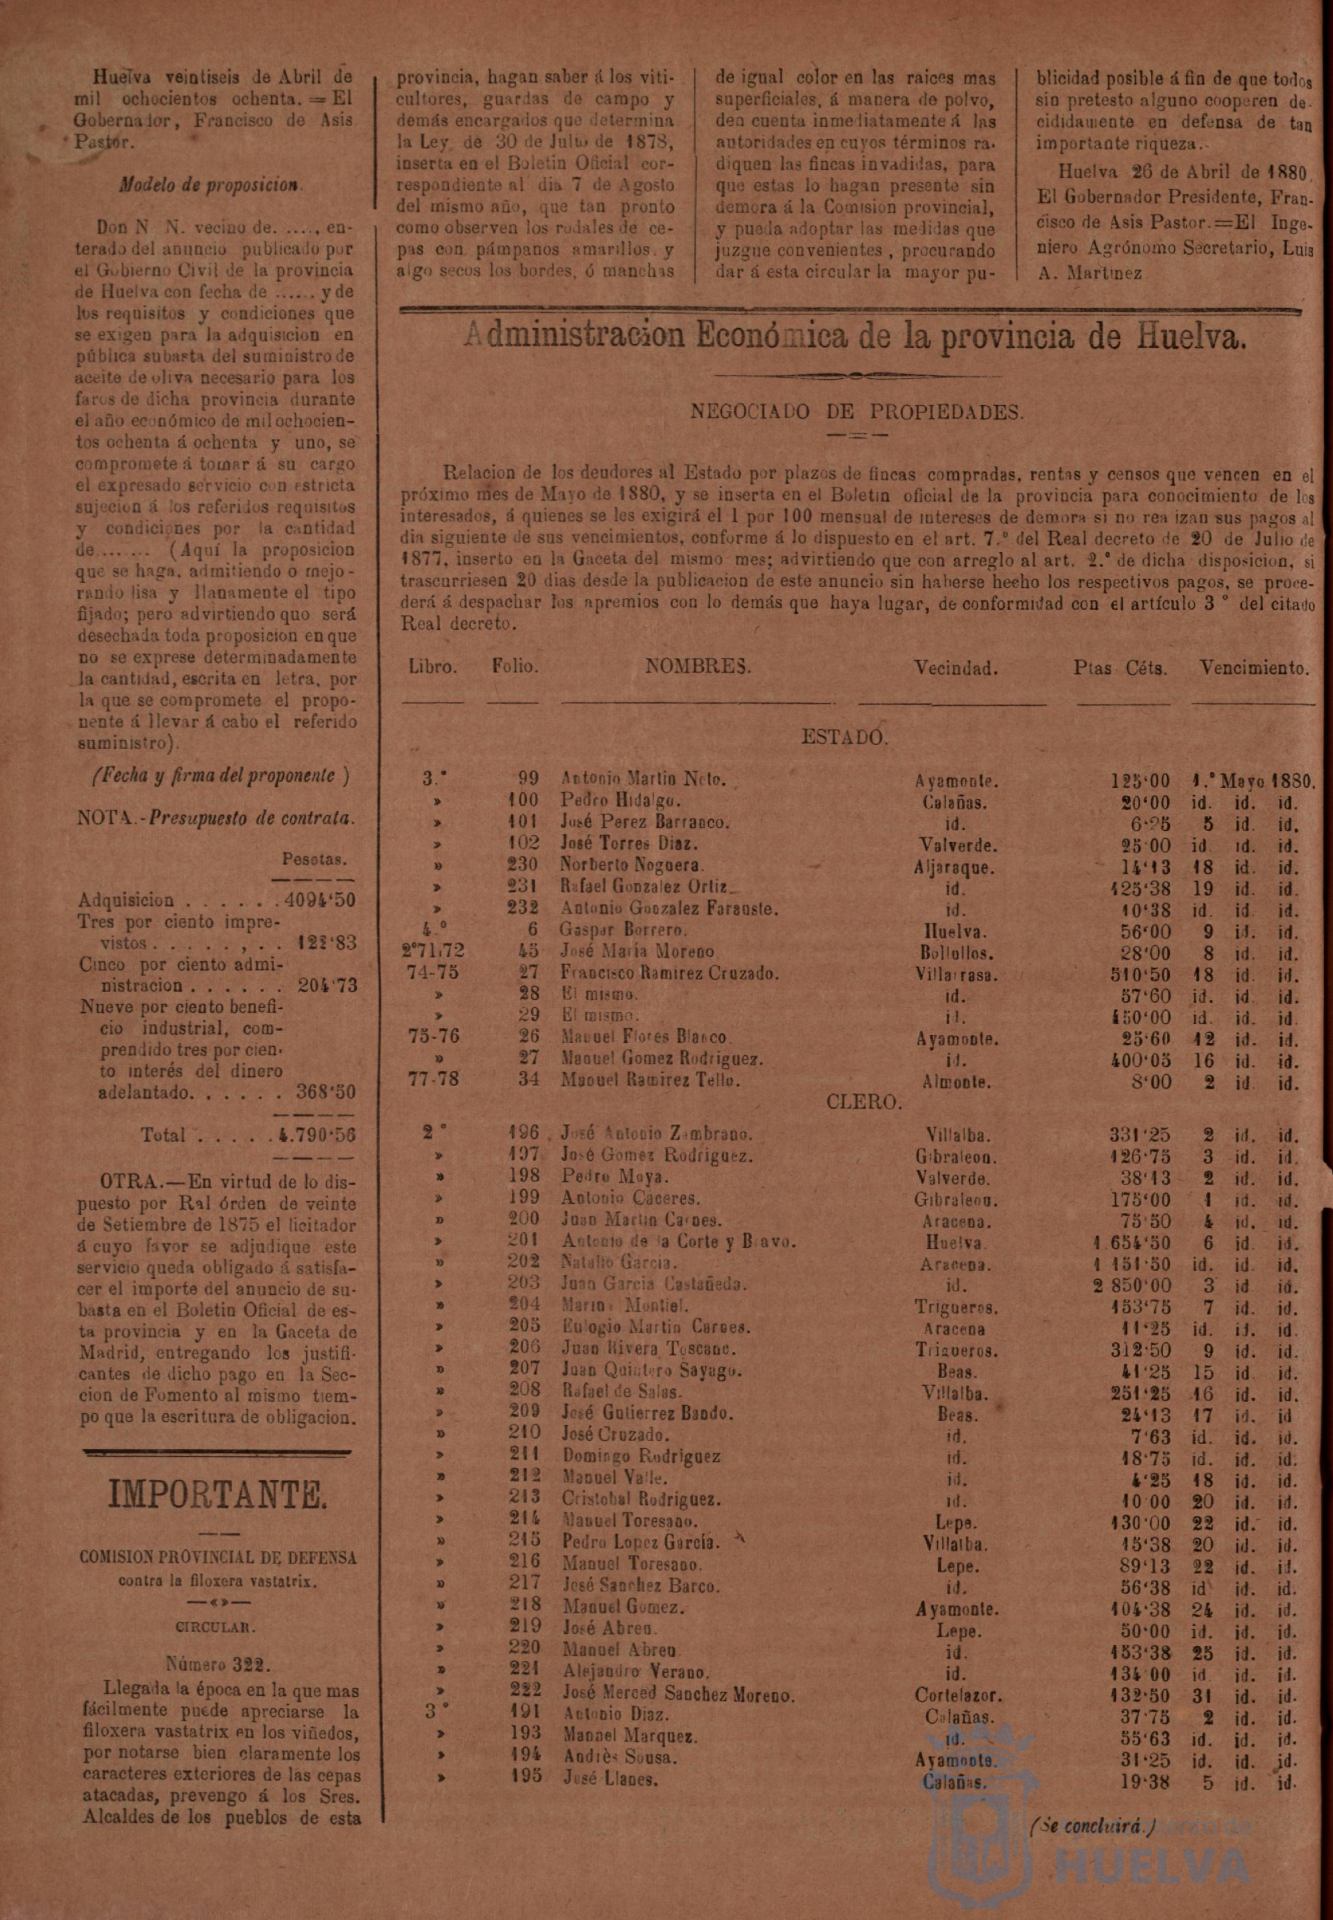 Huelva veintiseis de Abril de
mil ochocientos ochenta.=El
Gobernador, Francisco de Asis
Pastor.
Modelo de proposicion.
Don N. N. vecino de. ...., en-
terado del anuncio publicado por
el Gobierno Civil de la provincia
de Huelva con fecha de ......, y de
los requisitos y condiciones que
se exigen para la adquisicion en
pública subasta del suministro de
aceite de oliva necesario para los
faros de dicha provincia durante
el año económico de mil ochocien-
tos ochenta á ochenta y uno, se
compromete á tomar á su cargo
el expresado servicio con estricta
sujecion á los referidos requisitos
y condiciones por la cantidad
de........ (Aquí la proposicion
que se haga, admitiendo o mejo-
rando lisa y llanamente el tipo
fijado; pero advirtiendo quo será
desechada toda proposicion en que
no se exprese determinadamente
la cantidad, escrita en letra, por
la que se compromete el propo-
nente á llevar á cabo el referido
suministro).
(Fecha y firma del proponente )
NOTA.-Presupuesto de contrata.
Pesetas.
Adquisicion . . . . . . 4094'50
Tres por ciento impre-
vistos . . . . . , . . 122'83
Cinco por ciento admi-
nistracion . . . . . . 204'73
Nueve por ciento benefi-
cio industrial, com-
prendido tres por cien-
to interés del dinero
adelantado. . . . . . 368'50
Total . . . . . 4.790'56
OTRA.—En virtud de lo dis-
puesto por Ral órden de veinte
de Setiembre de 1875 el licitador
á cuyo favor se adjudique este
servicio queda obligado á satisfa-
cer el importe del anuncio de su-
basta en el Boletin Oficial de es-
ta provincia y en la Gaceta de
Madrid, entregando los justifi-
cantes de dicho pago en la Sec-
cion de Fomento al mismo tiem-
po que la escritura de obligacion.
IMPORTANTE.
COMISION PROVINCIAL DE DEFENSA
contra la filoxera vastatrix.
—«»—
CIRCULAR.
Número 322.
Llegada la época en la que mas
fácilmente puede apreciarse la
filoxera vastatrix en los viñedos,
por notarse bien claramente los
caracteres exteriores de las cepas
atacadas, prevengo á los Sres.
Alcaldes de los pueblos de esta
provincia, hagan saber á los viti-
cultores, guardas de campo y
demás encargados que determina
la Ley de 30 de Julio de 1878,
inserta en el Boletin Oficial cor-
respondiente al dia 7 de Agosto
del mismo año, que tan pronto
como observen los rodales de ce-
pas con pámpanos amarillos y
algo secos los bordes, ó manchas
de igual color en las raices mas
superficiales, á manera de polvo,
den cuenta inmediatamente á las
autoridades en cuyos términos ra-
diquen las fincas invadidas, para
que estas lo hagan presente sin
demora á la Comision provincial,
y pueda adoptar las medidas que
juzgue convenientes, procurando
dar á esta circular la mayor pu-
blicidad posible á fin de que todos
sin pretesto alguno cooperen de-
cididamente en defensa de tan
importante riqueza.
Huelva 26 de Abril de 1880.
El Gobernador Presidente, Fran-
cisco de Asis Pastor.=El Inge-
niero Agrónomo Secretario, Luis
A. Martinez
Administracion Económica de la provincia de Huelva.
NEGOCIADO DE PROPIEDADES.
Relacion de los deudores al Estado por plazos de fincas compradas, rentas y censos que vencen en el
próximo mes de Mayo de 1880, y se inserta en el Boletin oficial de la provincia para conocimiento de los
interesados, á quienes se les exigirá el 1 por 100 mensual de intereses de demora si no rea izan sus pagos al
dia siguiente de sus vencimientos, conforme á lo dispuesto en el art. 7.º del Real decreto de 20 de Julio de
1877, inserto en la Gaceta del mismo mes; advirtiendo que con arreglo al art. 2.º de dicha disposicion, si
trascurriesen 20 dias desde la publicacion de este anuncio sin haberse hecho los respectivos pagos, se proce-
derá á despachar los apremios con lo demás que haya lugar, de conformidad con el artículo 3 º del citado
Real decreto.
Libro. Folio. NOMBRES. Vecindad. Ptas Céts. Vencimiento.
ESTADO.
3.º 99 Antonio Martin Neto. Ayamonte. 125'00 1.º Mayo 1880.
» 100 Pedro Hidalgo. Calañas. 20'00 id. id. id.
» 101 José Perez Barranco. id. 6'25 5 id. id.
» 102 José Torres Diaz. Valverde. 25'00 id. id. id.
» 230 Norberto Noguera. Aljaraque. 14'13 18 id. id.
» 231 Rafael Gonzalez Ortiz. id. 125'38 19 id. id.
» 232 Antonio Gonzalez Farauste. id. 10'38 id. id. id.
4.º 6 Gaspar Borrero. Huelva. 56'00 9 id. id.
2º71,72 45 José María Moreno Bollullos. 28'00 8 id. id.
74-75 27 Francisco Ramirez Cruzado. Villarrasa. 510'50 18 id. id.
» 28 El mismo. id. 57'60 id. id. id.
» 29 El mismo. id. 450'00 id. id. id.
75-76 26 Manuel Flores Blanco. Ayamonte. 25'60 12 id. id.
» 27 Manuel Gomez Rodriguez. id. 400'05 16 id. id.
77-78 34 Manuel Ramirez Tello. Almonte. 8'00 2 id. id.
CLERO.
2º 196 José Antonio Zambrano. Villalba. 331'25 2 id. id.
» 197 José Gomez Rodriguez. Gibraleon. 126'75 3 id. id.
» 198 Pedro Moya. Valverde. 38'13 2 id. id.
» 199 Antonio Caceres. Gibraleon. 175'00 1 id. id.
» 200 Juan Martin Carnes. Aracena. 75'50 4 id. id.
» 201 Antonio de la Corte y Bravo. Huelva. 1 654'50 6 id. id.
» 202 Natalio Garcia. Aracena. 1 151'50 id. id. id.
» 203 Juan Garcia Castañeda. id. 2 850'00 3 id id.
» 204 Montiel. Trigueros. 153'75 7 id. id.
» 205 Eulogio Martin Carnes. Aracena 11'25 id. id. id.
» 206 Juan Rivera Toscano. Trigueros. 312'50 9 id. id.
» 207 Juan Quintero Sayago. Beas. 41'25 15 id. id.
» 208 Rafael de Salas. Villalba. 251'25 16 id. id.
» 209 José Gutierrez Bando. Beas. 24'13 17 id. id
» 210 José Cruzado. id. 7'63 id. id. id.
» 211 Domingo Rodriguez id. 18'75 id. id. id.
» 212 Manuel Valle. id. 4'25 18 id. id.
» 213 Cristobal Rodriguez. id. 10'00 20 id. id.
» 214 Manuel Toresano. Lepe. 130'00 22 id. id.
» 215 Pedro Lopez García. Villalba. 15'38 20 id. id.
» 216 Manuel Toresano. Lepe. 89'13 22 id. id.
» 217 José Sanchez Barco. id. 56'38 id id. id.
» 218 Manuel Gomez. Ayamonte. 104'38 24 id. id.
» 219 José Abreu. Lepe. 50'00 id. id. id.
» 220 Manuel Abreu id. 153'38 25 id. id.
» 221 Alejandro Verano. id. 134'00 id id. id.
» 222 José Merced Sanchez Moreno. Cortelazor. 132'50 31 id. id.
3º 191 Antonio Diaz. Calañas. 37'75 2 id. id.
» 193 Manuel Marquez. id. 55'63 id. id. id.
» 194 Andrès Sousa. Ayamonte. 31'25 id. id. id.
» 195 José Llanes. Calañas. 19'38 5 id. id.
(Se concluirá.)
HUELVA